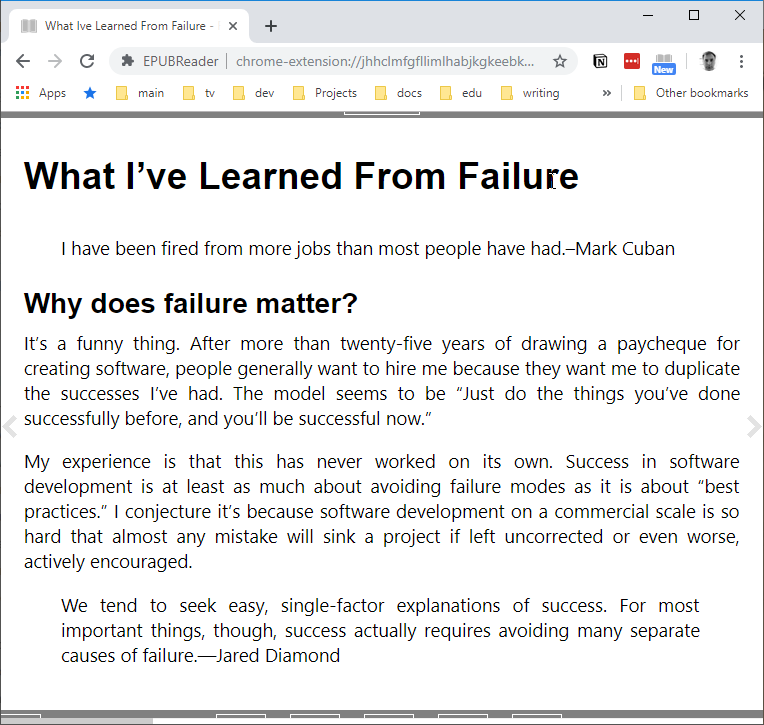 What Ive Learned From Failure -
EPUBReader
chrome-extension://jhhclmfgfllimlhabjkgkeebk...
New
Apps
main
tv
dev
Projects
docs
edu
writing
»
Other bookmarks
What I’ve Learned From Failure
I have been fired from more jobs than most people have had.–Mark Cuban
Why does failure matter?
It’s a funny thing. After more than twenty-five years of drawing a paycheque for
creating software, people generally want to hire me because they want me to duplicate
the successes I’ve had. The model seems to be “Just do the things you’ve done
successfully before, and you’ll be successful now.”
My experience is that this has never worked on its own. Success in software
development is at least as much about avoiding failure modes as it is about “best
practices.” I conjecture it’s because software development on a commercial scale is so
hard that almost any mistake will sink a project if left uncorrected or even worse,
actively encouraged.
We tend to seek easy, single-factor explanations of success. For most
important things, though, success actually requires avoiding many separate
causes of failure.—Jared Diamond